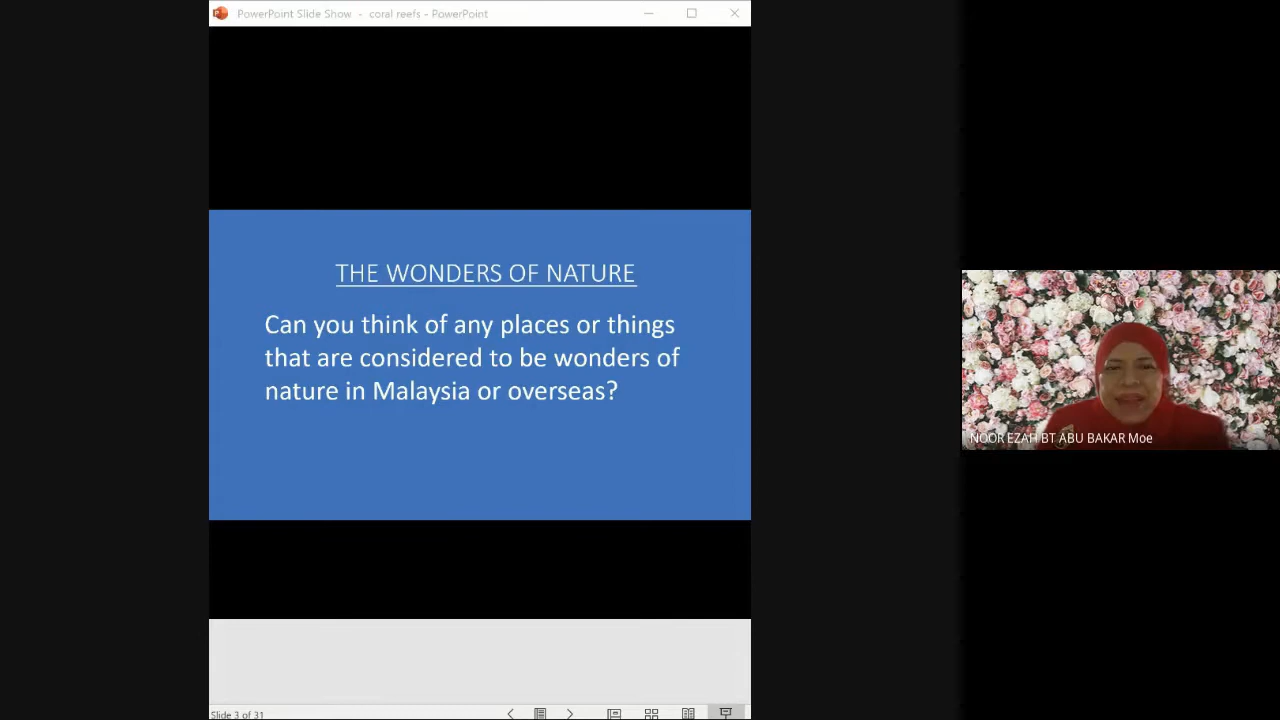 PowerPoint Slide Show - coral reefs - PowerPoint
THE WONDERS OF NATURE
Can you think of any places or things
that are considered to be wonders of
nature in Malaysia or overseas?
NOOR EZAH BT ABU BAKAR Moe
Slide 3 of 31